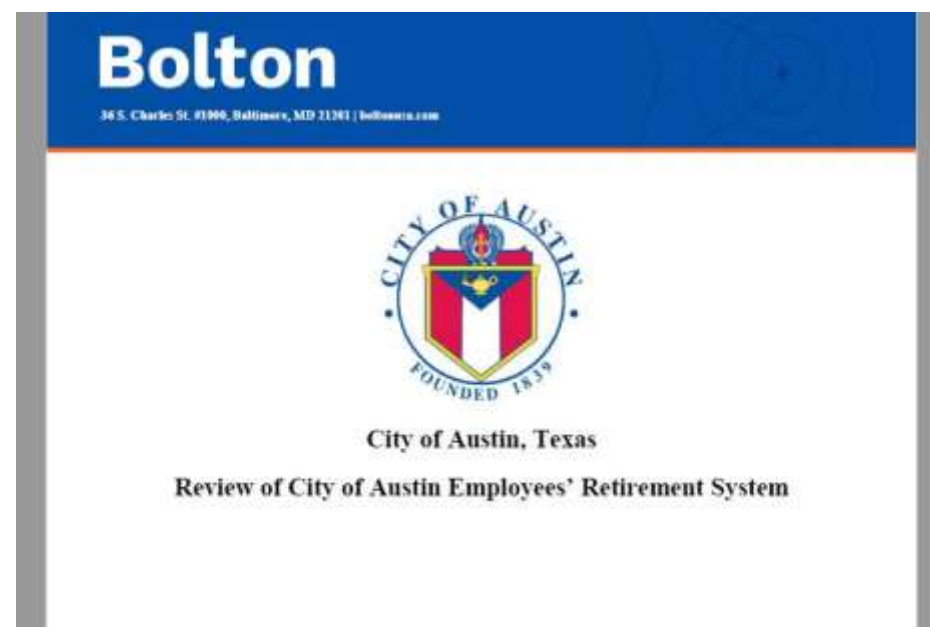 Bolton
36 S. Charles St. #1000, Baltimore, MD 21201 | boltonusa.com
CITY OF AUSTIN
FOUNDED 1839
City of Austin, Texas
Review of City of Austin Employees' Retirement System